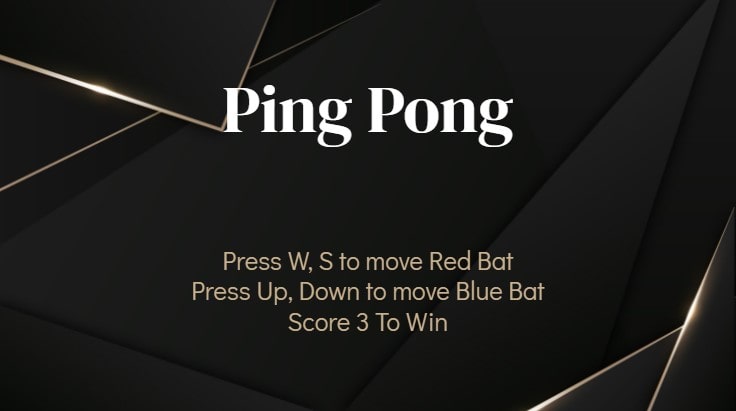 Ping Pong
Press W, S to move Red Bat
Press Up, Down to move Blue Bat
Score 3 To Win